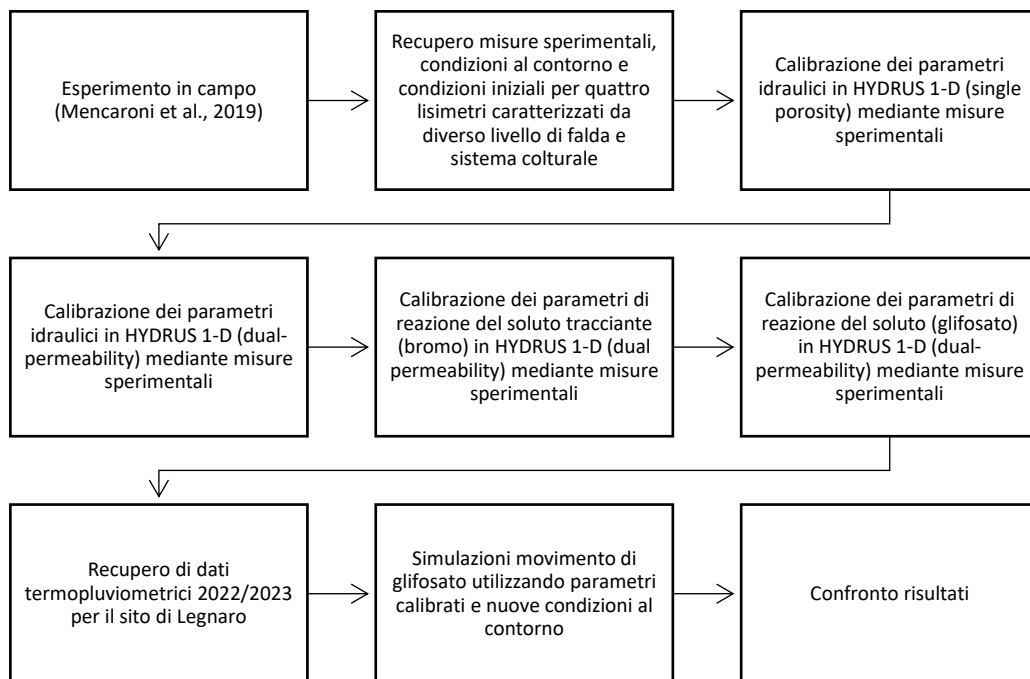 Esperimento in campo
(Mencaroni et al., 2019)
Recupero misure sperimentali,
condizioni al contorno e
condizioni iniziali per quattro
lisimetri caratterizzati da
diverso livello di falda e
sistema colturale
Calibrazione dei parametri
idraulici in HYDRUS 1-D (single
porosity) mediante misure
sperimentali
Calibrazione dei parametri
idraulici in HYDRUS 1-D (dual-
permeability) mediante misure
sperimentali
Calibrazione dei parametri di
reazione del soluto tracciante
(bromo) in HYDRUS 1-D (dual
permeability) mediante misure
sperimentali
Calibrazione dei parametri di
reazione del soluto (glifosato)
in HYDRUS 1-D (dual-
permeability) mediante misure
sperimentali
Recupero di dati
termopluviometrici 2022/2023
per il sito di Legnaro
Simulazioni movimento di
glifosato utilizzando parametri
calibrati e nuove condizioni al
contorno
Confronto risultati